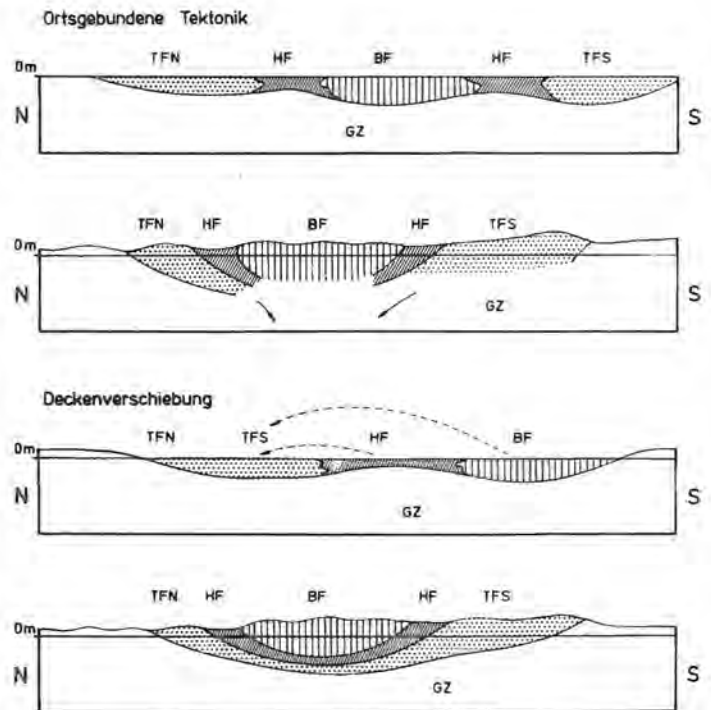 Ortsgebundene Tektonik
TFN HF BF HF TFS
0m
N S
GZ
TFN HF BF HF TFS
0m
N S
GZ
Deckenverschiebung
TFN TFS HF BF
0m
N S
GZ
TFN HF BF HF TFS
0m
N S
GZ